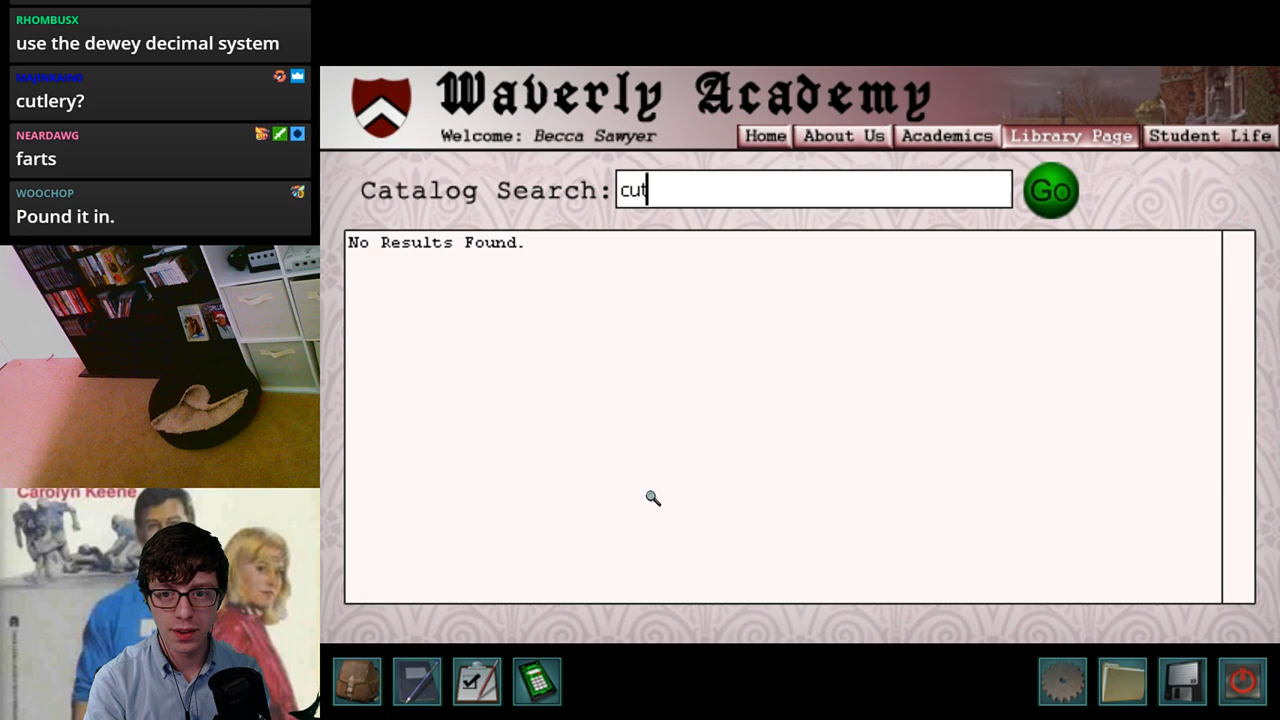 RHOMBUSX
use the dewey decimal system
cutlery?
NEARDAWG
farts
WOOCHOP
Pound it in.
Carolyn Keene
Waverly Academy
Welcome: Becca Sawyer
Home
About Us
Academics
Library Page
Student Life
Catalog Search:
cut
Go
No Results Found.